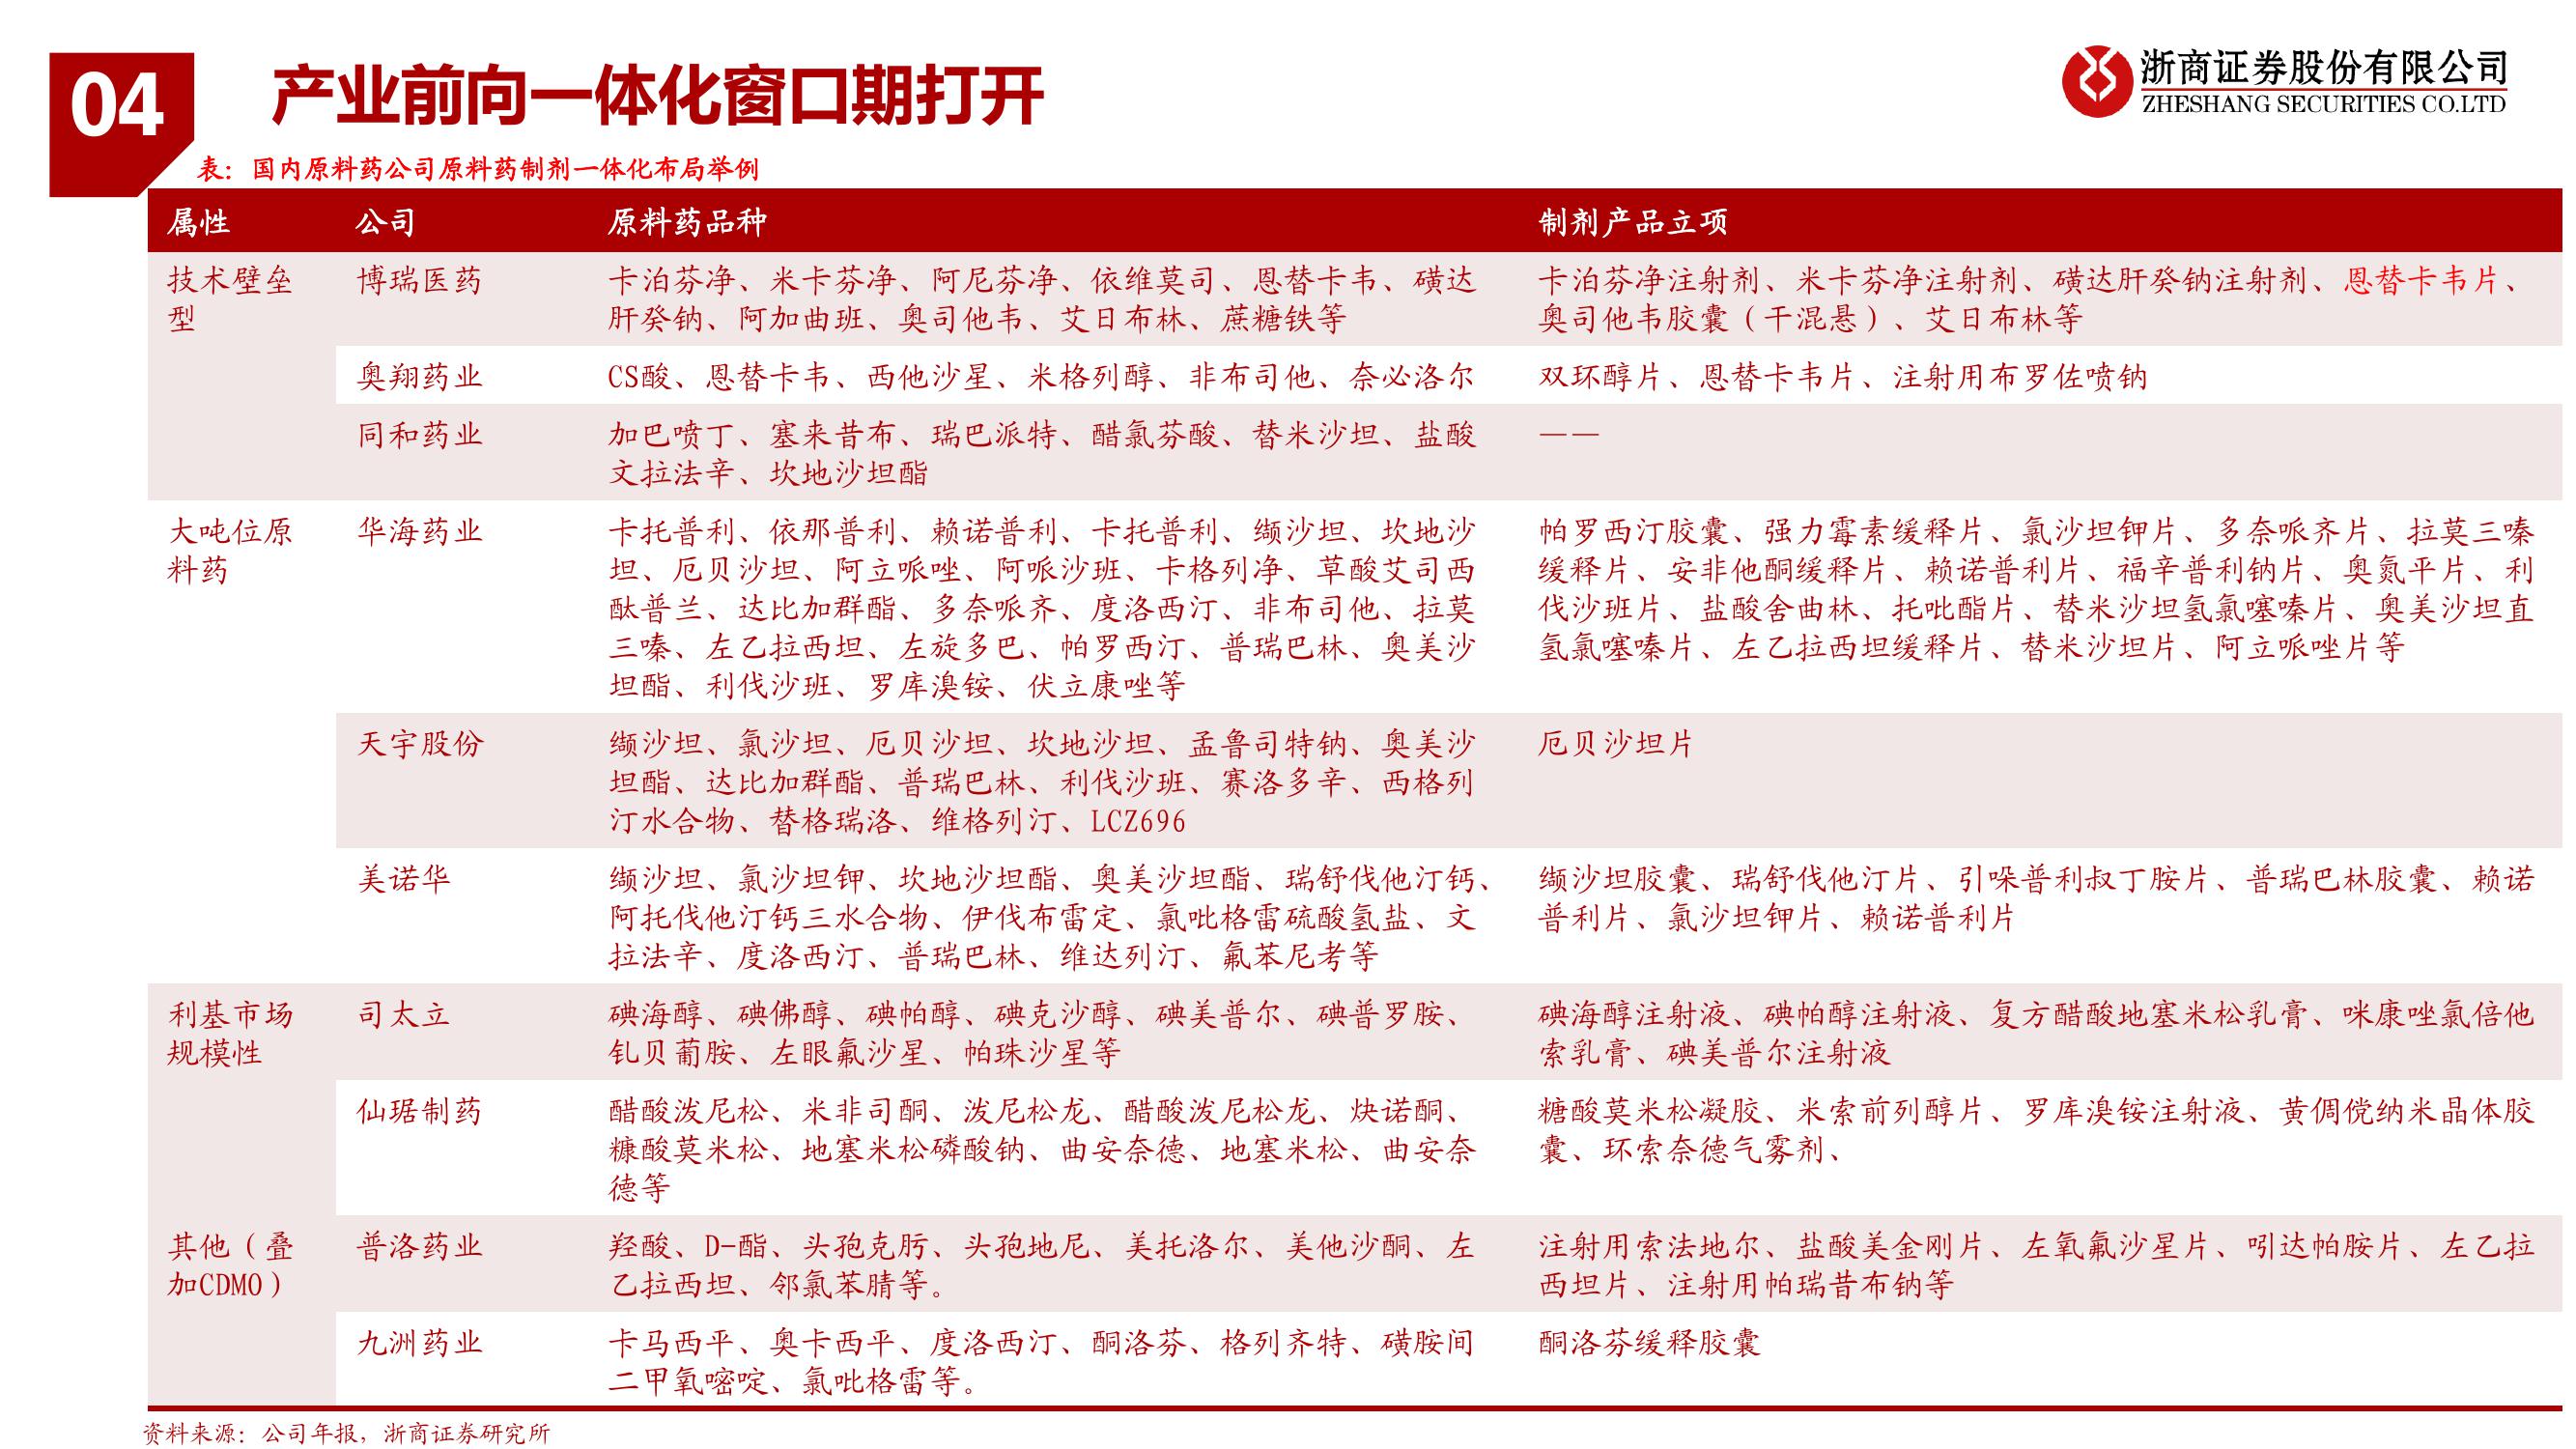 04
产业前向一体化窗口期打开
浙商证券股份有限公司
ZHESHANG SECURITIES CO.LTD
表：国内原料药公司原料药制剂一体化布局举例
属性 公司 原料药品种 制剂产品立项
技术壁垒
型
博瑞医药
卡泊芬净、米卡芬净、阿尼芬净、依维莫司、恩替卡韦、磺达
肝癸钠、阿加曲班、奥司他韦、艾日布林、蔗糖铁等
卡泊芬净注射剂、米卡芬净注射剂、磺达肝癸钠注射剂、恩替卡韦片、
奥司他韦胶囊（干混悬）、艾日布林等
奥翔药业
CS酸、恩替卡韦、西他沙星、米格列醇、非布司他、奈必洛尔
双环醇片、恩替卡韦片、注射用布罗佐喷钠
同和药业
加巴喷丁、塞来昔布、瑞巴派特、醋氯芬酸、替米沙坦、盐酸
文拉法辛、坎地沙坦酯
——
大吨位原
料药
华海药业
卡托普利、依那普利、赖诺普利、卡托普利、缬沙坦、坎地沙
坦、厄贝沙坦、阿立哌唑、阿哌沙班、卡格列净、草酸艾司西
酞普兰、达比加群酯、多奈哌齐、度洛西汀、非布司他、拉莫
三嗪、左乙拉西坦、左旋多巴、帕罗西汀、普瑞巴林、奥美沙
坦酯、利伐沙班、罗库溴铵、伏立康唑等
帕罗西汀胶囊、强力霉素缓释片、氯沙坦钾片、多奈哌齐片、拉莫三嗪
缓释片、安非他酮缓释片、赖诺普利片、福辛普利钠片、奥氮平片、利
伐沙班片、盐酸舍曲林、托吡酯片、替米沙坦氢氯噻嗪片、奥美沙坦直
氢氯噻嗪片、左乙拉西坦缓释片、替米沙坦片、阿立哌唑片等
天宇股份
缬沙坦、氯沙坦、厄贝沙坦、坎地沙坦、孟鲁司特钠、奥美沙
坦酯、达比加群酯、普瑞巴林、利伐沙班、赛洛多辛、西格列
汀水合物、替格瑞洛、维格列汀、LCZ696
厄贝沙坦片
美诺华
缬沙坦、氯沙坦钾、坎地沙坦酯、奥美沙坦酯、瑞舒伐他汀钙、
阿托伐他汀钙三水合物、伊伐布雷定、氯吡格雷硫酸氢盐、文
拉法辛、度洛西汀、普瑞巴林、维达列汀、氟苯尼考等
缬沙坦胶囊、瑞舒伐他汀片、引哚普利叔丁胺片、普瑞巴林胶囊、赖诺
普利片、氯沙坦钾片、赖诺普利片
利基市场
规模性
司太立
碘海醇、碘佛醇、碘帕醇、碘克沙醇、碘美普尔、碘普罗胺、
钆贝葡胺、左眼氟沙星、帕珠沙星等
碘海醇注射液、碘帕醇注射液、复方醋酸地塞米松乳膏、咪康唑氯倍他
索乳膏、碘美普尔注射液
仙琚制药
醋酸泼尼松、米非司酮、泼尼松龙、醋酸泼尼松龙、炔诺酮、
糠酸莫米松、地塞米松磷酸钠、曲安奈德、地塞米松、曲安奈
德等
糖酸莫米松凝胶、米索前列醇片、罗库溴铵注射液、黄倜傥纳米晶体胶
囊、环索奈德气雾剂、
其他（叠
加CDMO）
普洛药业
羟酸、D-酯、头孢克肟、头孢地尼、美托洛尔、美他沙酮、左
乙拉西坦、邻氯苯腈等。
注射用索法地尔、盐酸美金刚片、左氧氟沙星片、吲达帕胺片、左乙拉
西坦片、注射用帕瑞昔布钠等
九洲药业
卡马西平、奥卡西平、度洛西汀、酮洛芬、格列齐特、磺胺间
二甲氧嘧啶、氯吡格雷等。
酮洛芬缓释胶囊
资料来源：公司年报，浙商证券研究所